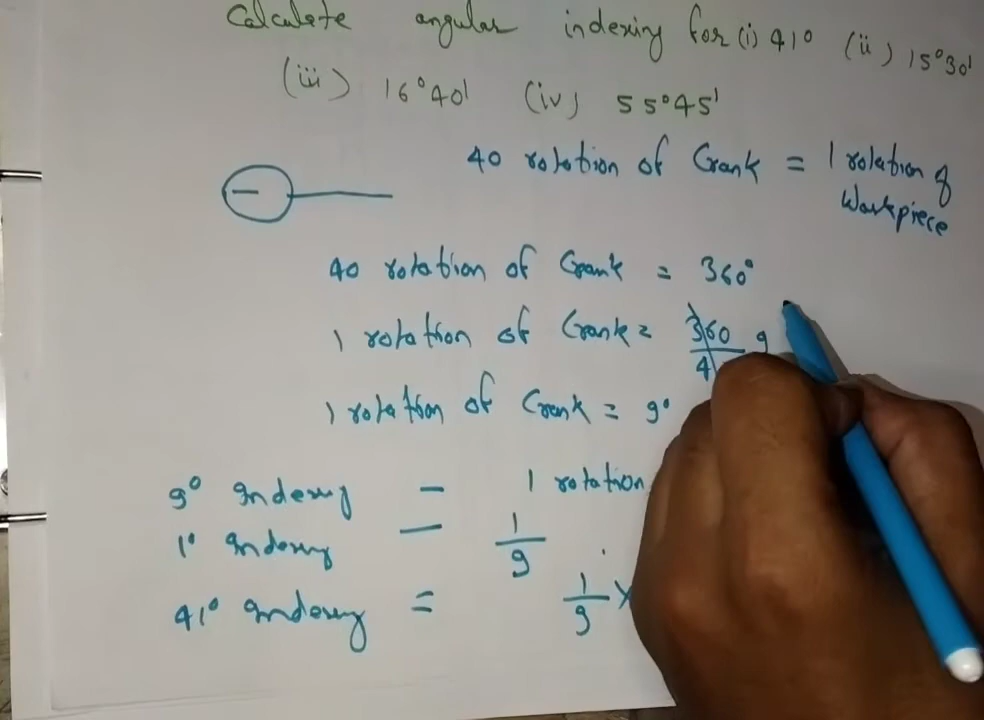 Calculate angular indexing for (i) 41° (ii) 15°30'
(iii) 16°40' (iv) 55°45'
40 rotation of Crank = 1 rotation of
Workpiece
40 rotation of Crank = 360°
1 rotation of Crank = 360/4 9
1 rotation of Crank = 9°
9° Indexing - 1 rotation
1° Indexing - 1/9
41° Indexing = 1/9 ×